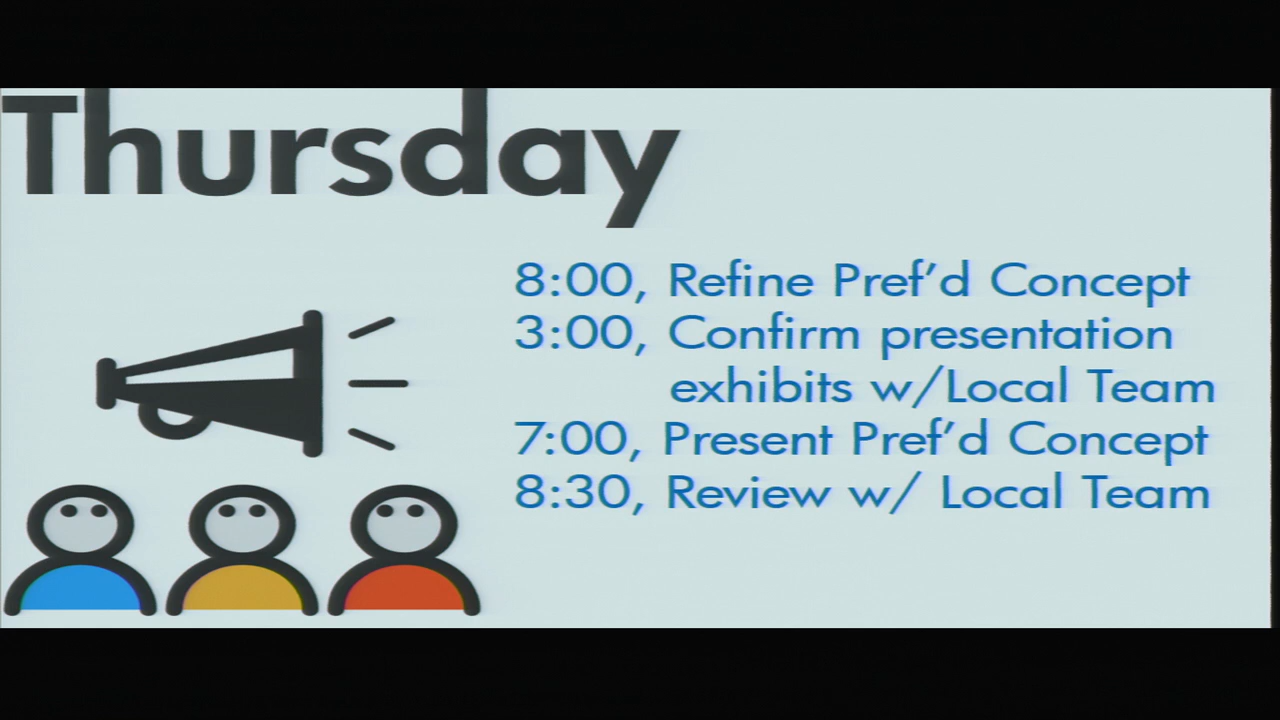 Thursday
8:00, Refine Pref’d Concept
3:00, Confirm presentation
exhibits w/Local Team
7:00, Present Pref’d Concept
8:30, Review w/ Local Team